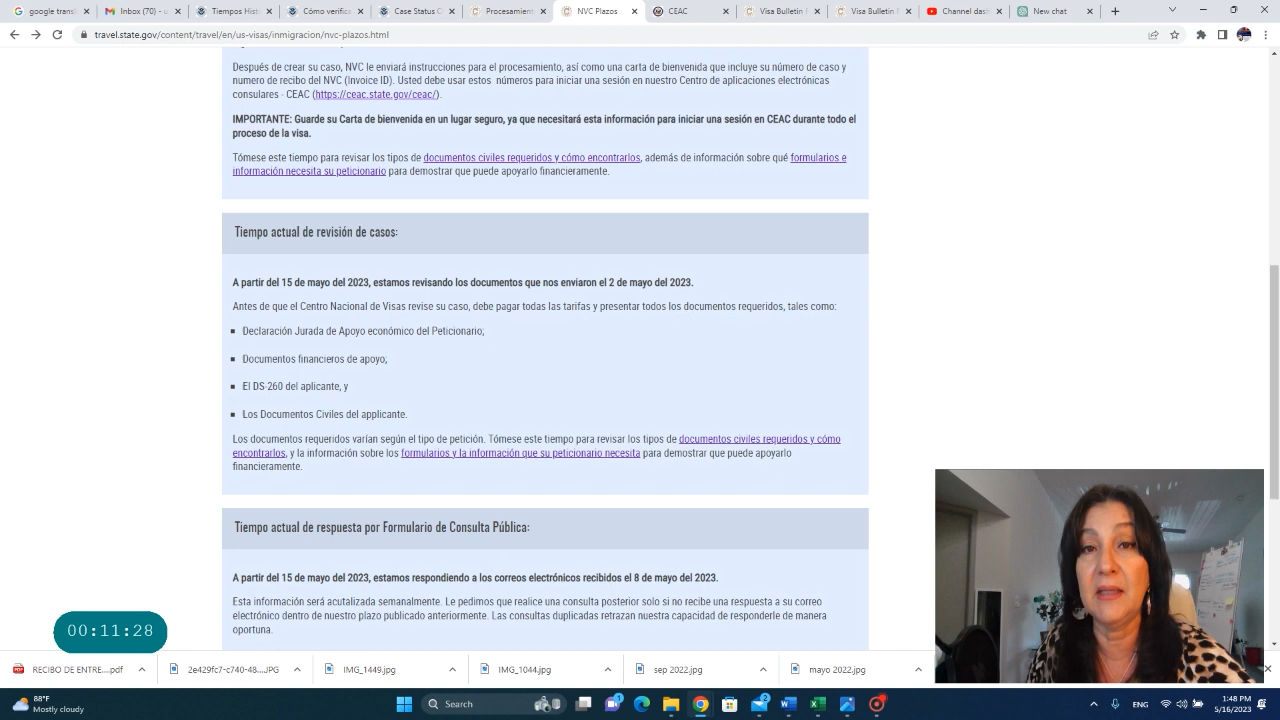 google trans
Inbox (70) - c
Tiempos Hist
Cómo verific
Case Status C
Procesamient
NVC Plazos
CEAC
Visa Bulletin F
Visa Bulletin F
Channel dash
New chat
travel.state.gov/content/travel/en/us-visas/immigration/nvc-plazos.html
Después de crear su caso, NVC le enviará instrucciones para el procesamiento, así como una carta de bienvenida que incluye su número de caso y
numero de recibo del NVC (Invoice ID). Usted debe usar estos números para iniciar una sesión en nuestro Centro de aplicaciones electrónicas
consulares - CEAC (https://ceac.state.gov/ceac/).
IMPORTANTE: Guarde su Carta de bienvenida en un lugar seguro, ya que necesitará esta información para iniciar una sesión en CEAC durante todo el
proceso de la visa.
Tómese este tiempo para revisar los tipos de documentos civiles requeridos y cómo encontrarlos, además de información sobre qué formularios e
información necesita su peticionario para demostrar que puede apoyarlo financieramente.
Tiempo actual de revisión de casos:
A partir del 15 de mayo del 2023, estamos revisando los documentos que nos enviaron el 2 de mayo del 2023.
Antes de que el Centro Nacional de Visas revise su caso, debe pagar todas las tarifas y presentar todos los documentos requeridos, tales como:
Declaración Jurada de Apoyo económico del Peticionario;
Documentos financieros de apoyo;
El DS-260 del aplicante, y
Los Documentos Civiles del applicante.
Los documentos requeridos varían según el tipo de petición. Tómese este tiempo para revisar los tipos de documentos civiles requeridos y cómo
encontrarlos, y la información sobre los formularios y la información que su peticionario necesita para demostrar que puede apoyarlo
financieramente.
Tiempo actual de respuesta por Formulario de Consulta Pública:
A partir del 15 de mayo del 2023, estamos respondiendo a los correos electrónicos recibidos el 8 de mayo del 2023.
Esta información será acutalizada semanalmente. Le pedimos que realice una consulta posterior solo si no recibe una respuesta a su correo
electrónico dentro de nuestro plazo publicado anteriormente. Las consultas duplicadas retrazan nuestra capacidad de responderle de manera
oportuna.
00:11:28
RECIBO DE ENTRE....pdf
2e429fc7-c740-48....JPG
IMG_1449.jpg
IMG_1044.jpg
sep 2022.jpg
mayo 2022.jpg
88°F
Mostly cloudy
Search
ENG
1:48 PM
5/16/2023